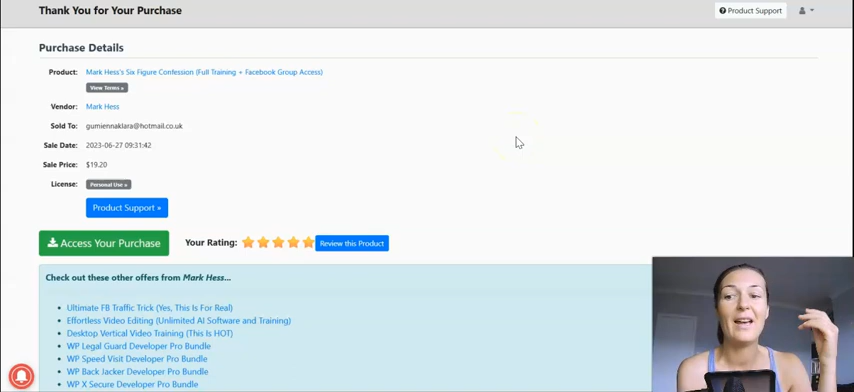 Thank You for Your Purchase
Product Support
Purchase Details
Product: Mark Hess's Six Figure Confession (Full Training + Facebook Group Access)
View Terms »
Vendor: Mark Hess
Sold To: gumiennaklara@hotmail.co.uk
Sale Date: 2023-06-27 09:31:42
Sale Price: $19.20
License: Personal Use »
Product Support »
Access Your Purchase Your Rating: Review this Product
Check out these other offers from Mark Hess...
Ultimate FB Traffic Trick (Yes, This Is For Real)
Effortless Video Editing (Unlimited AI Software and Training)
Desktop Vertical Video Training (This Is HOT)
WP Legal Guard Developer Pro Bundle
WP Speed Visit Developer Pro Bundle
WP Back Jacker Developer Pro Bundle
WP X Secure Developer Pro Bundle